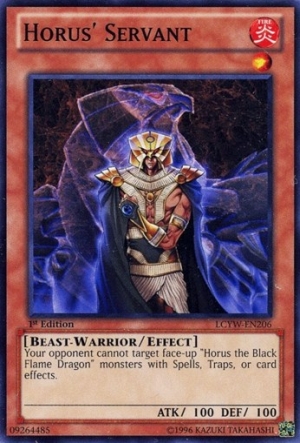 HORUS' SERVANT
FIRE
炎
1st Edition
LCYW-EN206
[BEAST-WARRIOR/EFFECT]
Your opponent cannot target face-up "Horus the Black
Flame Dragon" monsters with Spells, Traps, or card
effects.
ATK/ 100 DEF/ 100
09264485
©1996 KAZUKI TAKAHASHI